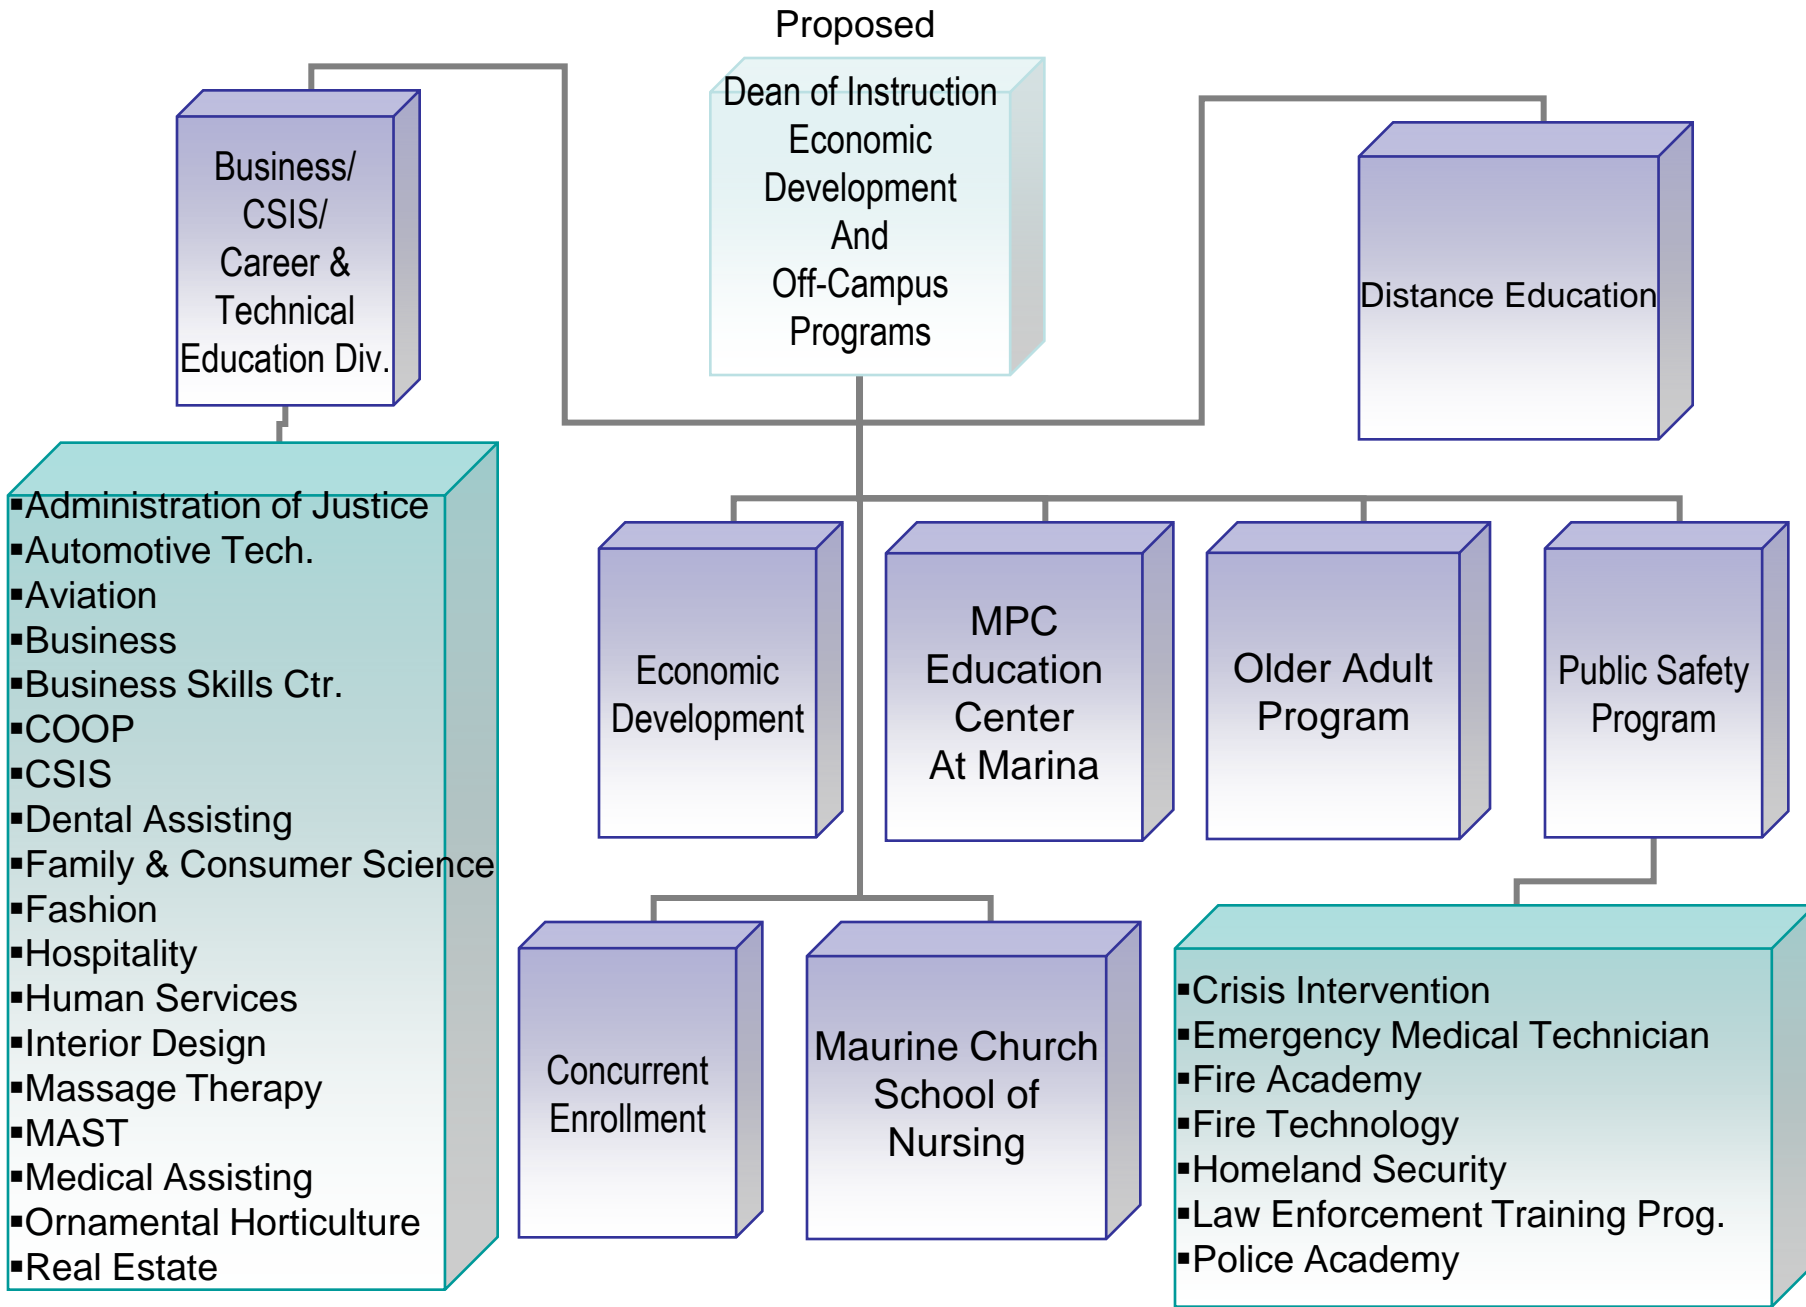 Proposed
Dean of Instruction
Economic
Development
And
Off-Campus
Programs
Business/
CSIS/
Career &
Technical
Education Div.
Distance Education
▪Administration of Justice
▪Automotive Tech.
▪Aviation
▪Business
▪Business Skills Ctr.
▪COOP
▪CSIS
▪Dental Assisting
▪Family & Consumer Science
▪Fashion
▪Hospitality
▪Human Services
▪Interior Design
▪Massage Therapy
▪MAST
▪Medical Assisting
▪Ornamental Horticulture
▪Real Estate
Economic
Development
MPC
Education
Center
At Marina
Older Adult
Program
Public Safety
Program
Concurrent
Enrollment
Maurine Church
School of
Nursing
▪Crisis Intervention
▪Emergency Medical Technician
▪Fire Academy
▪Fire Technology
▪Homeland Security
▪Law Enforcement Training Prog.
▪Police Academy